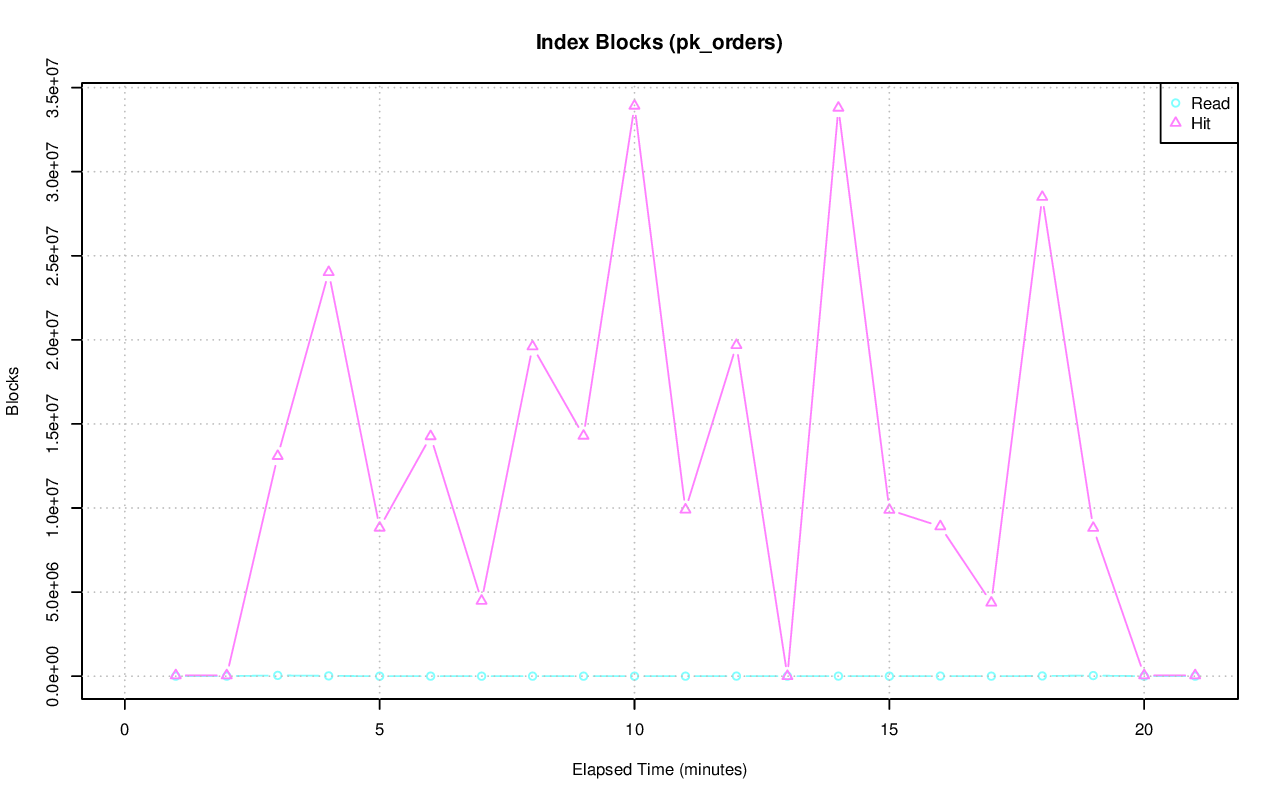 Index Blocks (pk_orders)
Read
Hit
Blocks
3.5e+07
3.0e+07
2.5e+07
2.0e+07
1.5e+07
1.0e+07
5.0e+06
0.0e+00
0 5 10 15 20
Elapsed Time (minutes)